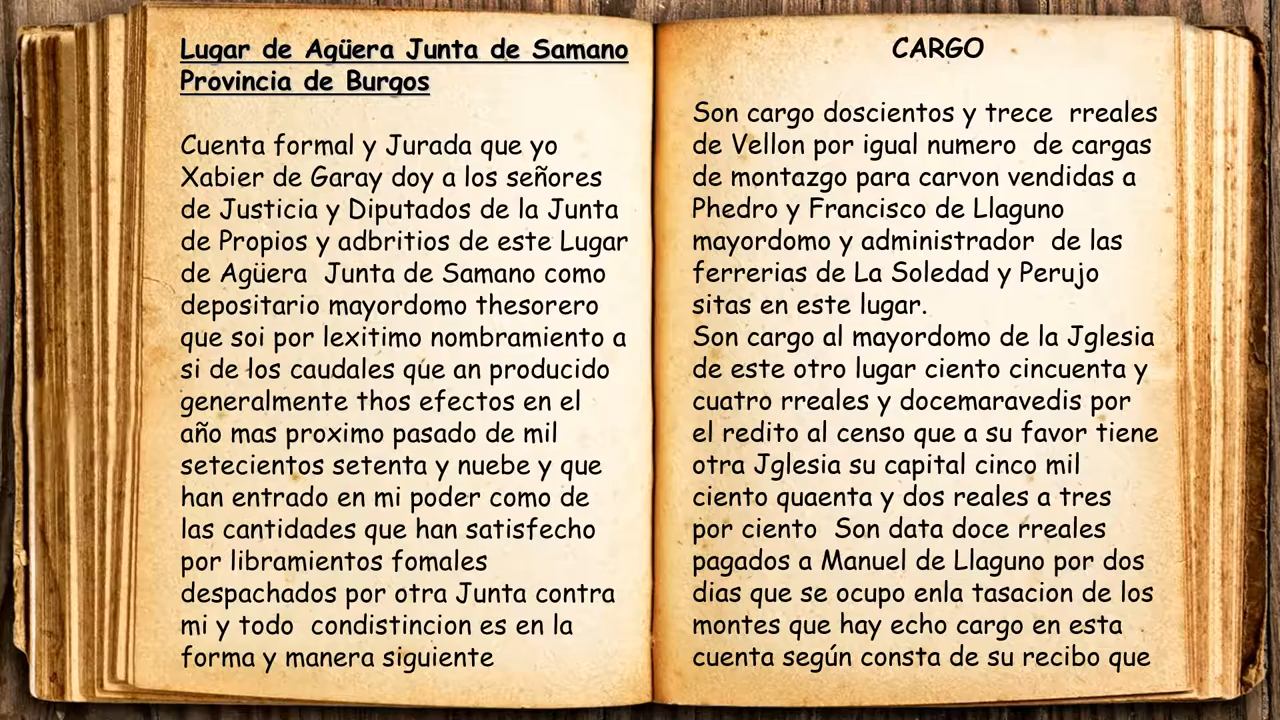 Lugar de Agüera Junta de Samano
Provincia de Burgos
Cuenta formal y Jurada que yo
Xabier de Garay doy a los señores
de Justicia y Diputados de la Junta
de Propios y adbritios de este Lugar
de Agüera  Junta de Samano como
depositario mayordomo thesorero
que soi por lexitimo nombramiento a
si de los caudales que an producido
generalmente thos efectos en el
año mas proximo pasado de mil
setecientos setenta y nuebe y que
han entrado en mi poder como de
las cantidades que han satisfecho
por libramientos fomales
despachados por otra Junta contra
mi y todo  condistincion es en la
forma y manera siguiente
CARGO
Son cargo doscientos y trece  rreales
de Vellon por igual numero  de cargas
de montazgo para carvon vendidas a
Phedro y Francisco de Llaguno
mayordomo y administrador  de las
ferrerias de La Soledad y Perujo
sitas en este lugar.
Son cargo al mayordomo de la Jglesia
de este otro lugar ciento cincuenta y
cuatro rreales y docemaravedis por
el redito al censo que a su favor tiene
otra Jglesia su capital cinco mil
ciento quaenta y dos reales a tres
por ciento  Son data doce rreales
pagados a Manuel de Llaguno por dos
dias que se ocupo enla tasacion de los
montes que hay echo cargo en esta
cuenta según consta de su recibo que